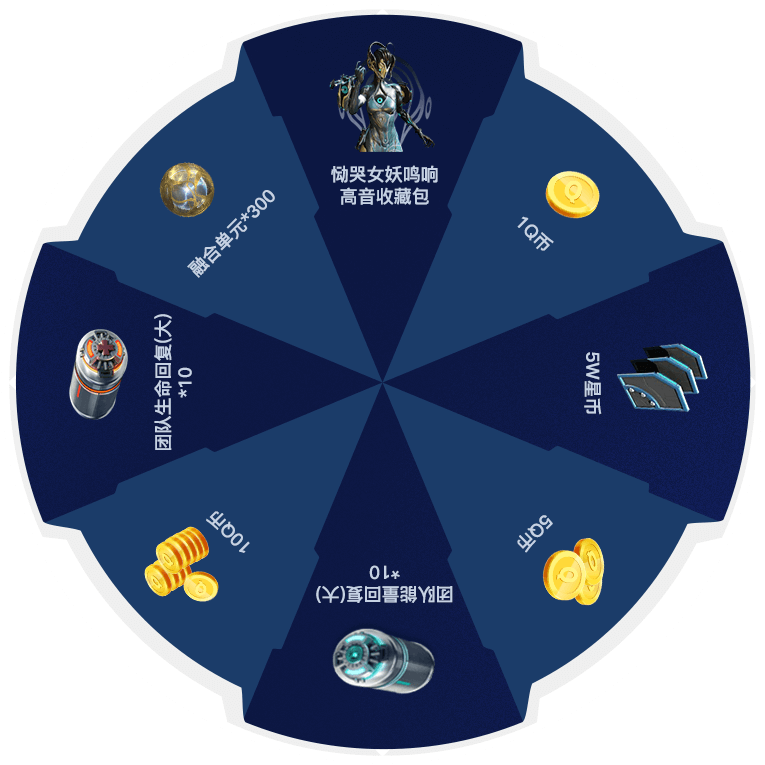 恸哭女妖鸣响
高音收藏包
1Q币
5W星币
5Q币
团队能量回复(大)
*10
10Q币
团队生命回复(大)
*10
融合单元*300